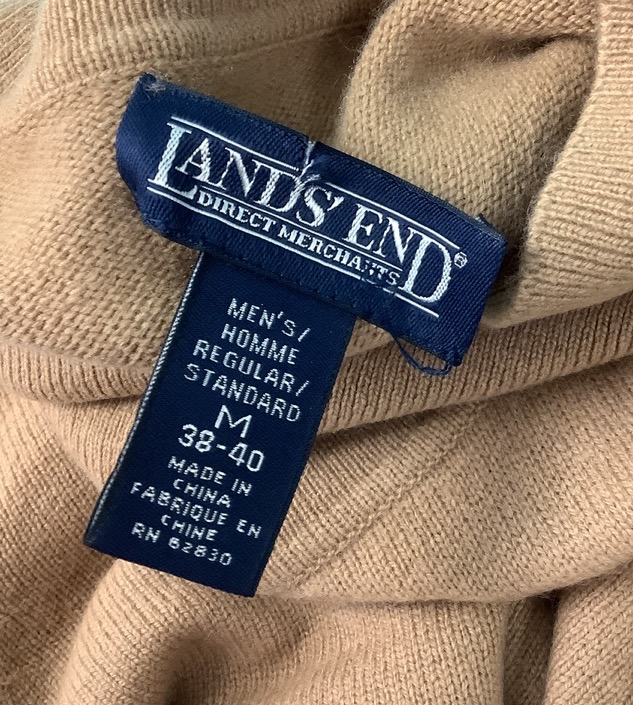 LANDS' END®
DIRECT MERCHANTS
MEN'S/
HOMME
REGULAR/
STANDARD
M
38-40
MADE IN
CHINA
FABRIQUE EN
CHINE
RN 62830